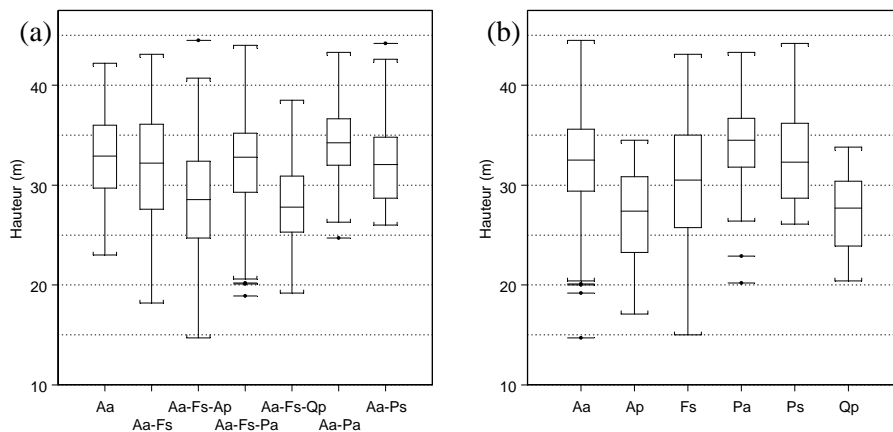 (a)
Hauteur (m)
40
30
20
10
Aa
Aa-Fs
Aa-Fs-Ap
Aa-Fs-Pa
Aa-Fs-Qp
Aa-Pa
Aa-Ps
(b)
Hauteur (m)
40
30
20
10
Aa
Ap
Fs
Pa
Ps
Qp